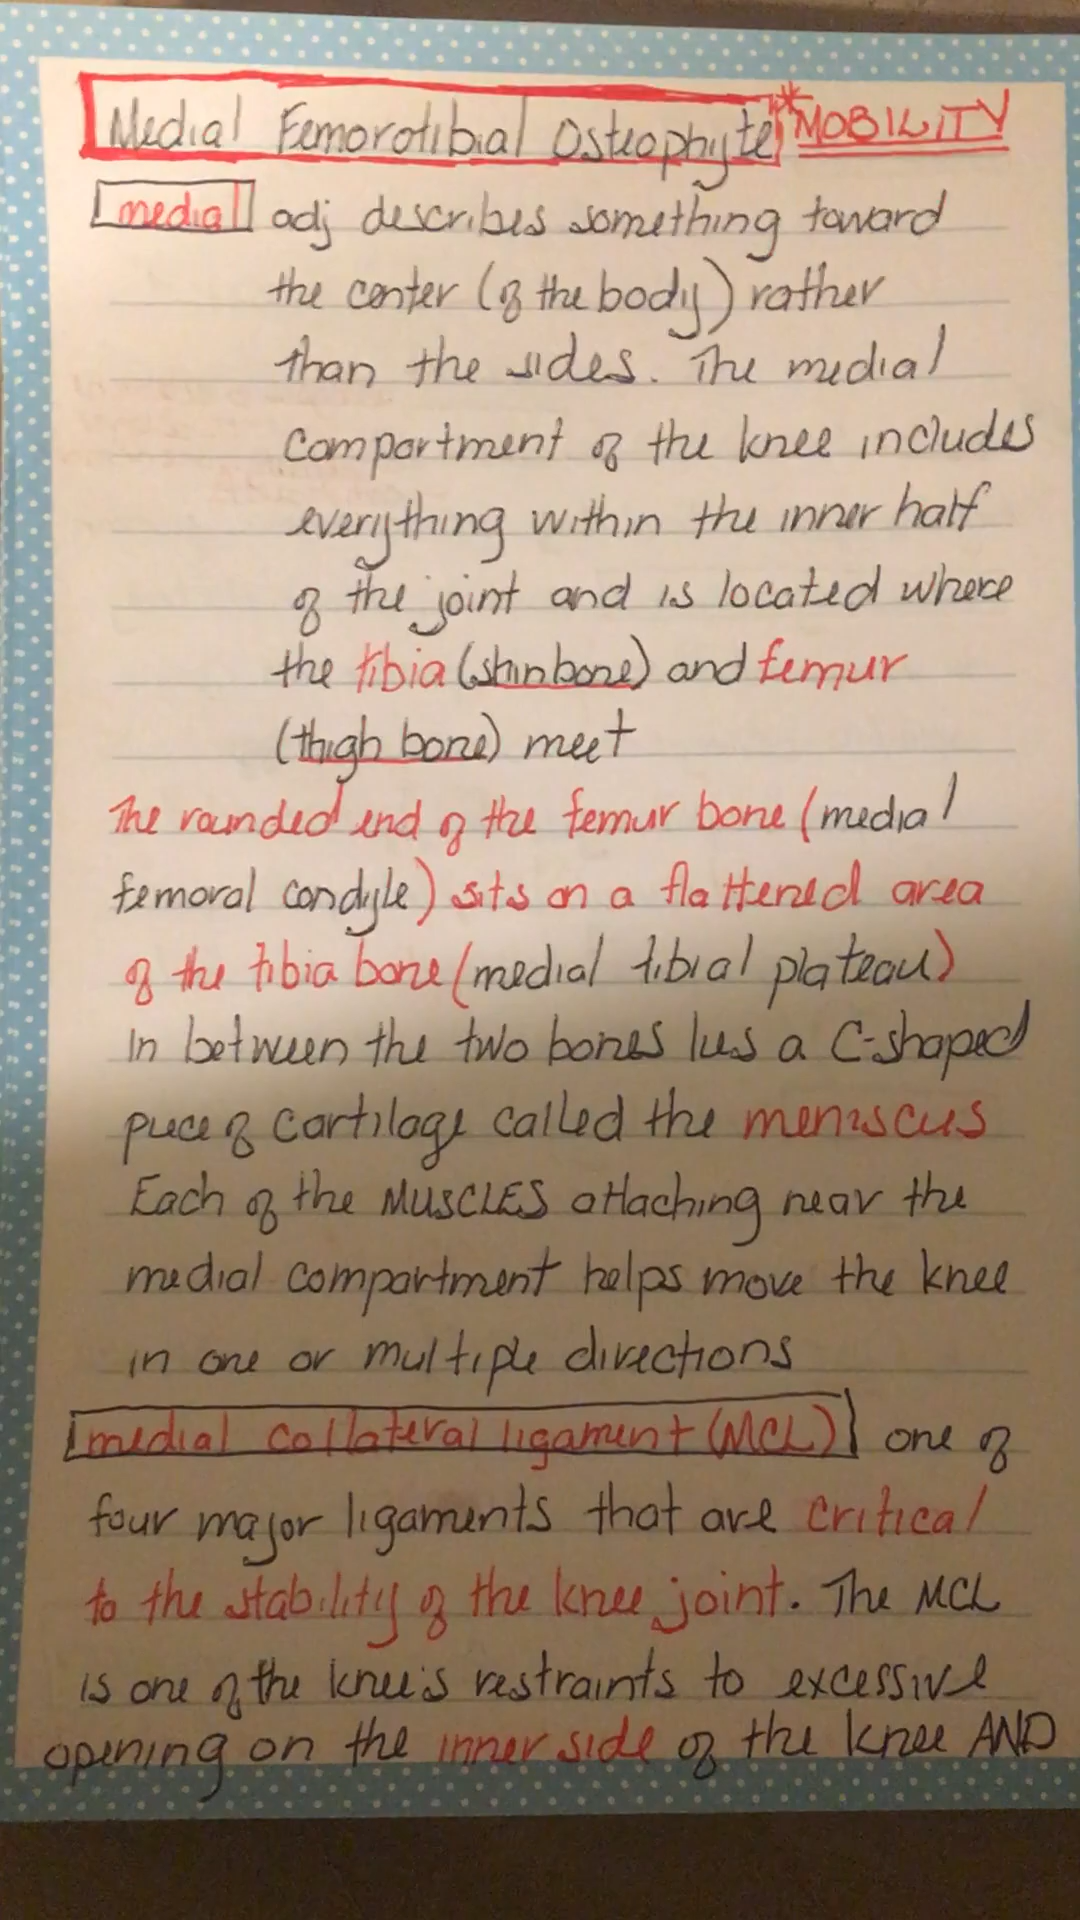 Medial Femorotibial Osteophyte *MOBILITY
medial adj describes something toward
the center (of the body) rather
than the sides. The medial
compartment of the knee includes
everything within the inner half
of the joint and is located where
the tibia (shinbone) and femur
(thigh bone) meet
The rounded end of the femur bone (medial
femoral condyle) sits on a flattened area
of the tibia bone (medial tibial plateau)
In between the two bones lies a C-shaped
piece of cartilage called the meniscus
Each of the MUSCLES attaching near the
medial compartment helps move the knee
in one or multiple directions
medial collateral ligament (MCL) one of
four major ligaments that are critical
to the stability of the knee joint. The MCL
is one of the knee's restraints to excessive
opening on the inner side of the knee AND